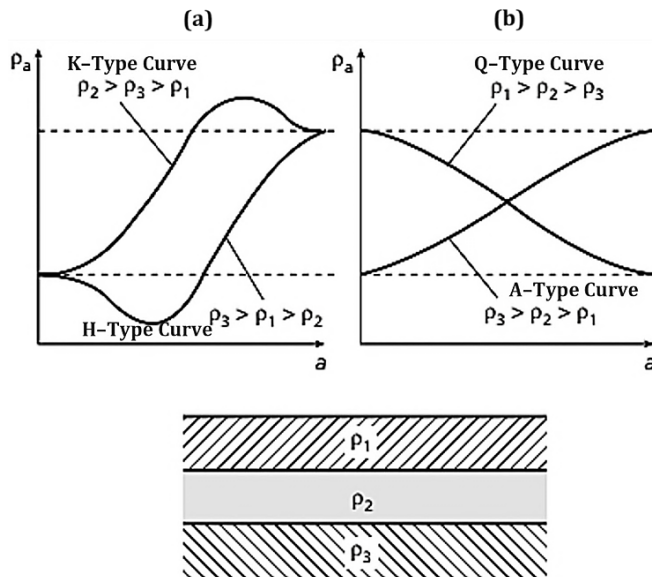 (a)
ρa
K–Type Curve
ρ2 > ρ3 > ρ1
ρ3 > ρ1 > ρ2
H–Type Curve
a
(b)
ρa
Q–Type Curve
ρ1 > ρ2 > ρ3
A–Type Curve
ρ3 > ρ2 > ρ1
a
ρ1
ρ2
ρ3